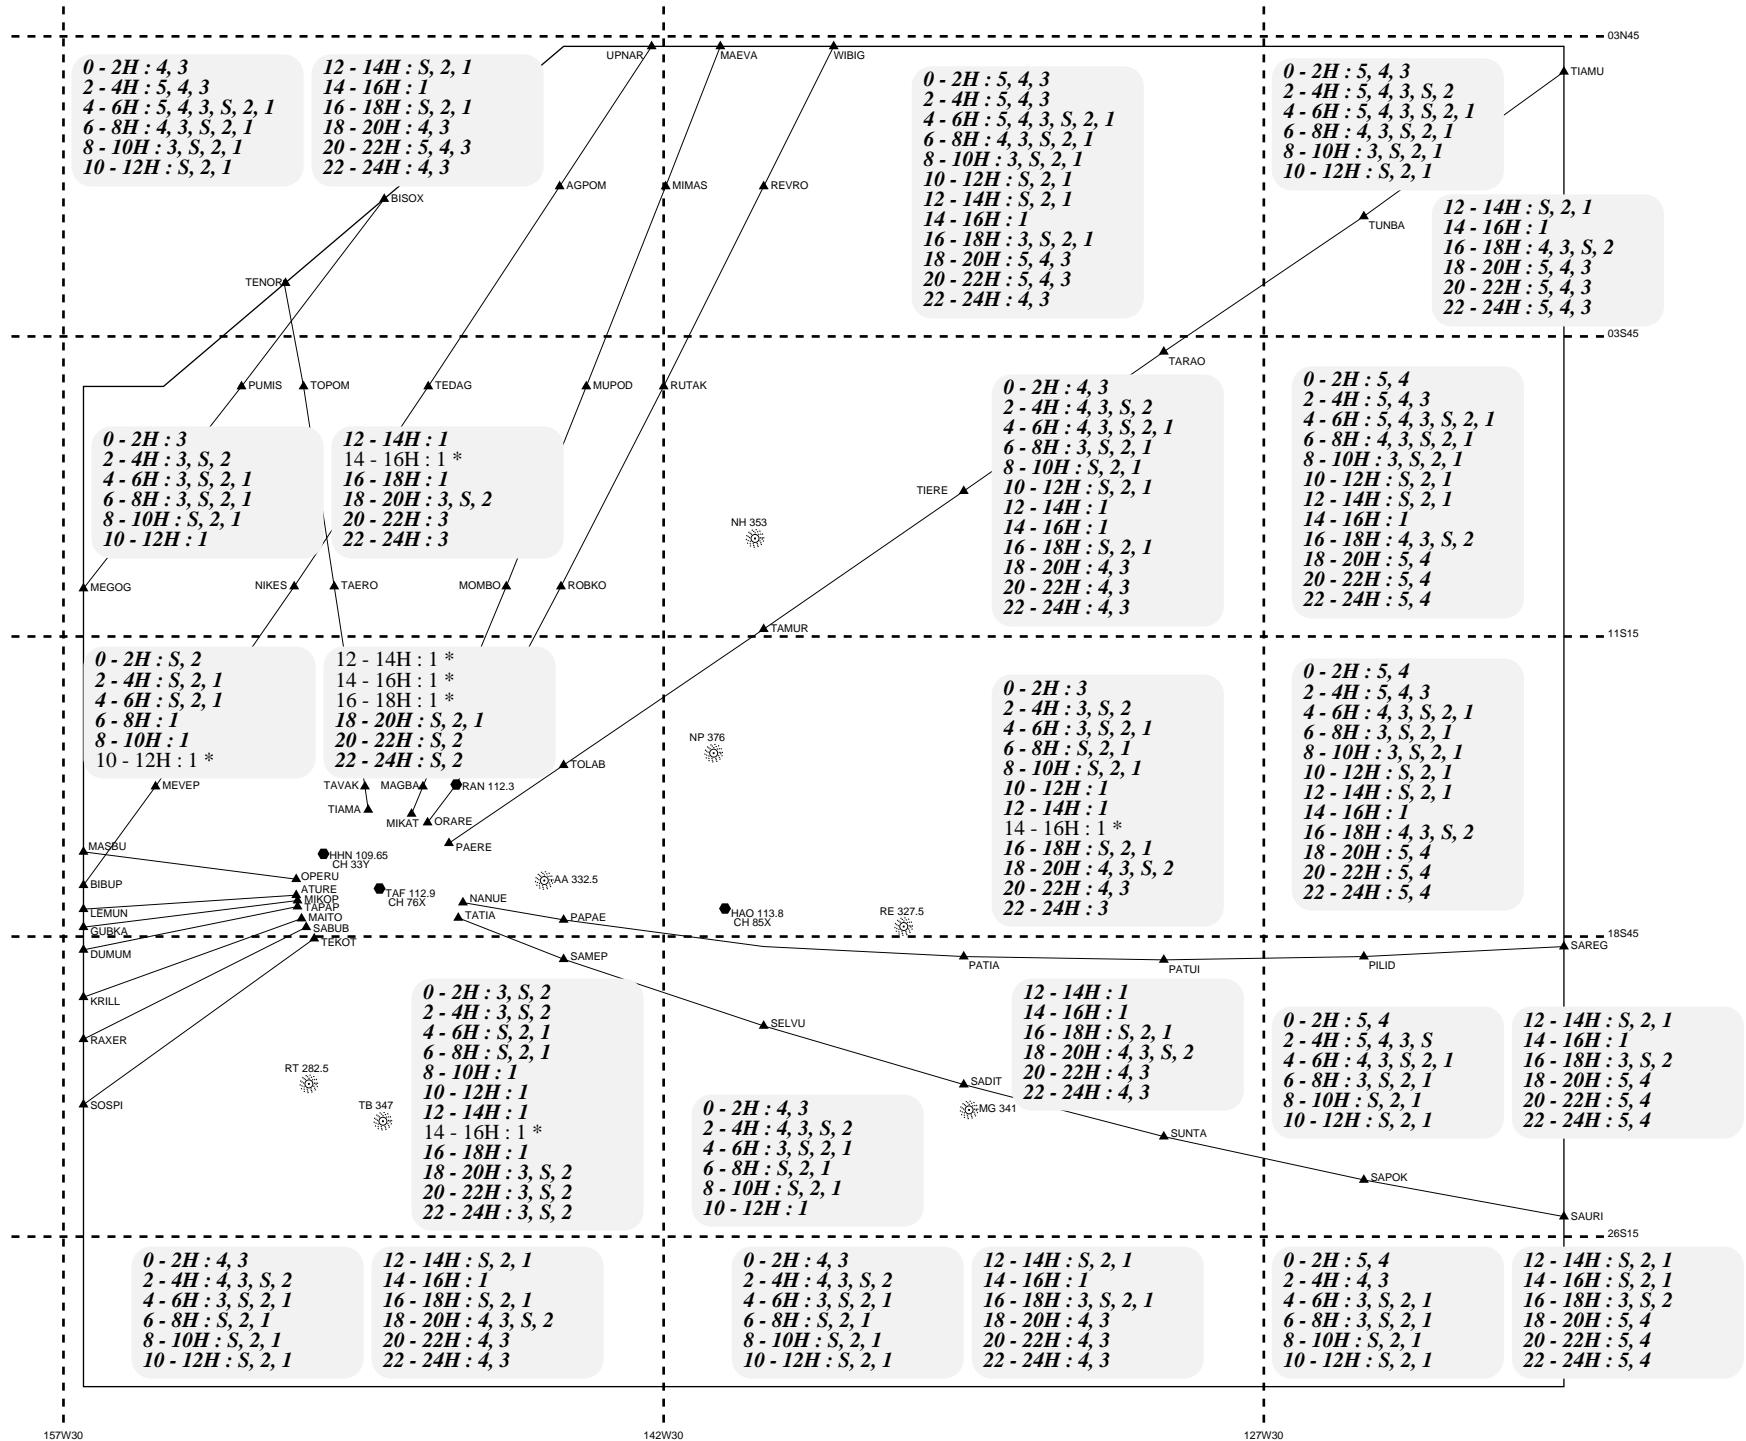 03N45
UPNAR
MAEVA
WIBIG
TIAMU
0 - 2H : 4, 3
2 - 4H : 5, 4, 3
4 - 6H : 5, 4, 3, S, 2, 1
6 - 8H : 4, 3, S, 2, 1
8 - 10H : 3, S, 2, 1
10 - 12H : S, 2, 1
12 - 14H : S, 2, 1
14 - 16H : 1
16 - 18H : S, 2, 1
18 - 20H : 4, 3
20 - 22H : 5, 4, 3
22 - 24H : 4, 3
0 - 2H : 5, 4, 3
2 - 4H : 5, 4, 3
4 - 6H : 5, 4, 3, S, 2, 1
6 - 8H : 4, 3, S, 2, 1
8 - 10H : 3, S, 2, 1
10 - 12H : S, 2, 1
12 - 14H : S, 2, 1
14 - 16H : 1
16 - 18H : 3, S, 2, 1
18 - 20H : 5, 4, 3
20 - 22H : 5, 4, 3
22 - 24H : 4, 3
0 - 2H : 5, 4, 3
2 - 4H : 5, 4, 3, S, 2
4 - 6H : 5, 4, 3, S, 2, 1
6 - 8H : 4, 3, S, 2, 1
8 - 10H : 3, S, 2, 1
10 - 12H : S, 2, 1
12 - 14H : S, 2, 1
14 - 16H : 1
16 - 18H : 4, 3, S, 2
18 - 20H : 5, 4, 3
20 - 22H : 5, 4, 3
22 - 24H : 5, 4, 3
BISOX
AGPOM
MIMAS
REVRO
TUNBA
TENOR
03S45
TARAO
PUMIS
TOPOM
TEDAG
MUPOD
RUTAK
0 - 2H : 3
2 - 4H : 3, S, 2
4 - 6H : 3, S, 2, 1
6 - 8H : 3, S, 2, 1
8 - 10H : S, 2, 1
10 - 12H : 1
12 - 14H : 1
14 - 16H : 1 *
16 - 18H : 1
18 - 20H : 3, S, 2
20 - 22H : 3
22 - 24H : 3
0 - 2H : 4, 3
2 - 4H : 4, 3, S, 2
4 - 6H : 4, 3, S, 2, 1
6 - 8H : 3, S, 2, 1
8 - 10H : S, 2, 1
10 - 12H : S, 2, 1
12 - 14H : 1
14 - 16H : 1
16 - 18H : S, 2, 1
18 - 20H : 4, 3
20 - 22H : 4, 3
22 - 24H : 4, 3
0 - 2H : 5, 4
2 - 4H : 5, 4, 3
4 - 6H : 5, 4, 3, S, 2, 1
6 - 8H : 4, 3, S, 2, 1
8 - 10H : 3, S, 2, 1
10 - 12H : S, 2, 1
12 - 14H : S, 2, 1
14 - 16H : 1
16 - 18H : 4, 3, S, 2
18 - 20H : 5, 4
20 - 22H : 5, 4
22 - 24H : 5, 4
TIERE
NH 353
MEGOG
NIKES
TAERO
MOMBO
ROBKO
TAMUR
11S15
0 - 2H : S, 2
2 - 4H : S, 2, 1
4 - 6H : S, 2, 1
6 - 8H : 1
8 - 10H : 1
10 - 12H : 1 *
12 - 14H : 1 *
14 - 16H : 1 *
16 - 18H : 1 *
18 - 20H : S, 2, 1
20 - 22H : S, 2
22 - 24H : S, 2
0 - 2H : 3
2 - 4H : 3, S, 2
4 - 6H : 3, S, 2, 1
6 - 8H : S, 2, 1
8 - 10H : S, 2, 1
10 - 12H : 1
12 - 14H : 1
14 - 16H : 1 *
16 - 18H : S, 2, 1
18 - 20H : 4, 3, S, 2
20 - 22H : 4, 3
22 - 24H : 3
0 - 2H : 5, 4
2 - 4H : 5, 4, 3
4 - 6H : 4, 3, S, 2, 1
6 - 8H : 3, S, 2, 1
8 - 10H : 3, S, 2, 1
10 - 12H : S, 2, 1
12 - 14H : S, 2, 1
14 - 16H : 1
16 - 18H : 4, 3, S, 2
18 - 20H : 5, 4
20 - 22H : 5, 4
22 - 24H : 5, 4
NP 376
TOLAB
MEVEP
TAVAK
MAGBA
RAN 112.3
TIAMA
MIKAT
ORARE
PAERE
MASBU
HHN 109.65
CH 33Y
OPERU
BIBUP
ATURE
MIKOP
TAPAP
TAF 112.9
CH 76X
AA 332.5
NANUE
LEMUN
MAITO
TATIA
PAPAE
HAO 113.8
CH 85X
RE 327.5
GUBKA
SABUB
TEKOT
18S45
DUMUM
SAMEP
PATIA
PATUI
PILID
SAREG
KRILL
SELVU
RAXER
0 - 2H : 3, S, 2
2 - 4H : 3, S, 2
4 - 6H : S, 2, 1
6 - 8H : S, 2, 1
8 - 10H : 1
10 - 12H : 1
12 - 14H : 1
14 - 16H : 1 *
16 - 18H : 1
18 - 20H : 3, S, 2
20 - 22H : 3, S, 2
22 - 24H : 3, S, 2
0 - 2H : 4, 3
2 - 4H : 4, 3, S, 2
4 - 6H : 3, S, 2, 1
6 - 8H : S, 2, 1
8 - 10H : S, 2, 1
10 - 12H : 1
12 - 14H : 1
14 - 16H : 1
16 - 18H : S, 2, 1
18 - 20H : 4, 3, S, 2
20 - 22H : 4, 3
22 - 24H : 4, 3
0 - 2H : 5, 4
2 - 4H : 5, 4, 3, S
4 - 6H : 4, 3, S, 2, 1
6 - 8H : 3, S, 2, 1
8 - 10H : S, 2, 1
10 - 12H : S, 2, 1
12 - 14H : S, 2, 1
14 - 16H : 1
16 - 18H : 3, S, 2
18 - 20H : 5, 4
20 - 22H : 5, 4
22 - 24H : 5, 4
RT 282.5
SOSPI
TB 347
SADIT
MG 341
SUNTA
SAPOK
SAURI
26S15
0 - 2H : 4, 3
2 - 4H : 4, 3, S, 2
4 - 6H : 3, S, 2, 1
6 - 8H : S, 2, 1
8 - 10H : S, 2, 1
10 - 12H : S, 2, 1
12 - 14H : S, 2, 1
14 - 16H : 1
16 - 18H : S, 2, 1
18 - 20H : 4, 3, S, 2
20 - 22H : 4, 3
22 - 24H : 4, 3
0 - 2H : 4, 3
2 - 4H : 4, 3, S, 2
4 - 6H : 3, S, 2, 1
6 - 8H : S, 2, 1
8 - 10H : S, 2, 1
10 - 12H : S, 2, 1
12 - 14H : S, 2, 1
14 - 16H : 1
16 - 18H : 3, S, 2, 1
18 - 20H : 4, 3
20 - 22H : 4, 3
22 - 24H : 4, 3
0 - 2H : 5, 4
2 - 4H : 4, 3
4 - 6H : 3, S, 2, 1
6 - 8H : 3, S, 2, 1
8 - 10H : S, 2, 1
10 - 12H : S, 2, 1
12 - 14H : S, 2, 1
14 - 16H : S, 2, 1
16 - 18H : 3, S, 2
18 - 20H : 5, 4
20 - 22H : 5, 4
22 - 24H : 5, 4
157W30
142W30
127W30